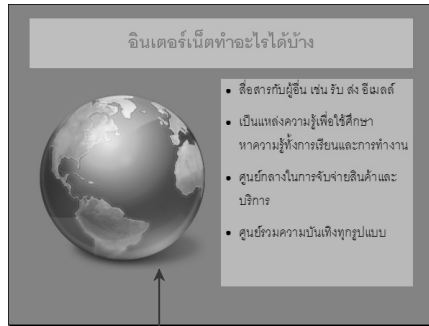 อินเตอร์เน็ตทำอะไรได้บ้าง
• สื่อสารกับผู้อื่น เช่น รับ ส่ง อีเมลล์
• เป็นแหล่งความรู้เพื่อใช้ศึกษา
หาความรู้ทั้งการเรียนและการทำงาน
• ศูนย์กลางในการจับจ่ายสินค้าและ
บริการ
• ศูนย์รวมความบันเทิงทุกรูปแบบ